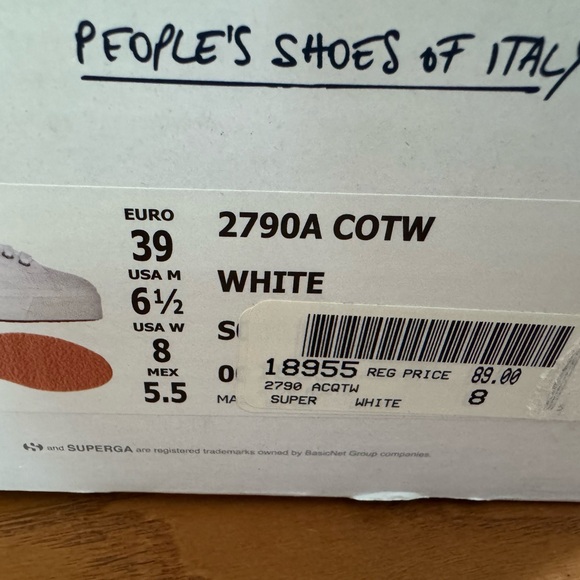 PEOPLE'S SHOES OF ITALY
EURO
39
USA M
6½
USA W
8
MEX
5.5
2790A COTW
WHITE
18955 REG PRICE 89.00
2790 ACQTW 8
SUPER WHITE
and SUPERGA are registered trademarks owned by BasicNet Group companies.